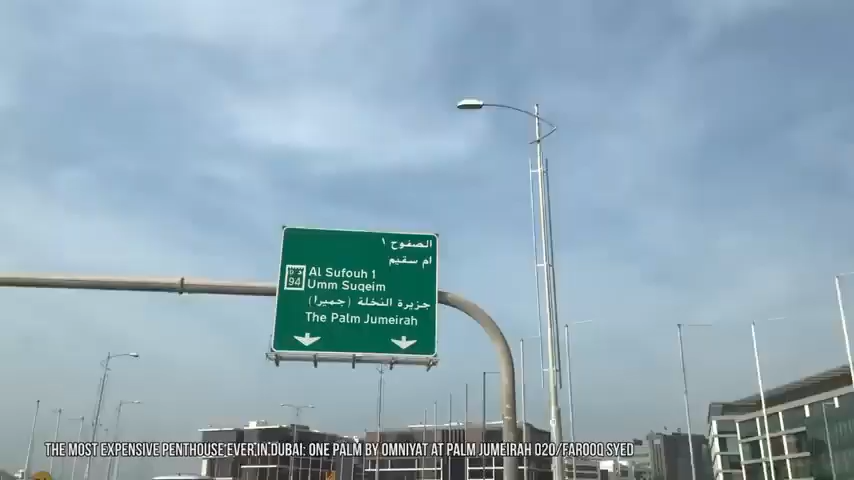 الصفوح ١
ام سقيم
D 94
Al Sufouh 1
Umm Suqeim
جزيرة النخلة (جميرا)
The Palm Jumeirah
THE MOST EXPENSIVE PENTHOUSE EVER IN DUBAI: ONE PALM BY OMNIYAT AT PALM JUMEIRAH 020/FAROOQ SYED